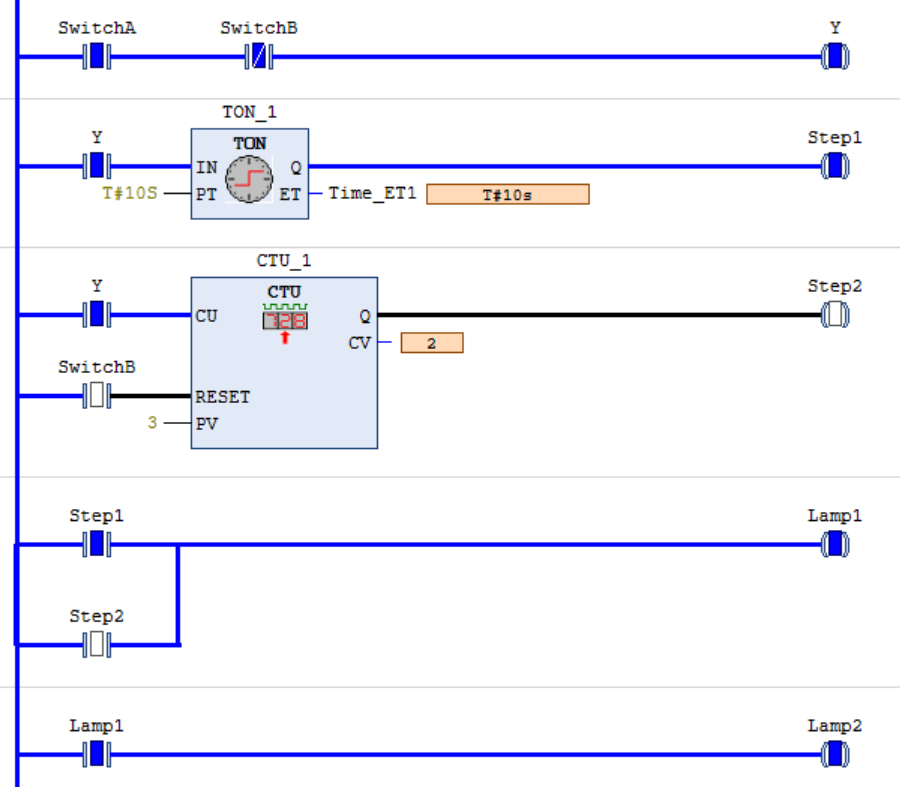 SwitchA SwitchB Y
TON_1
Y TON Step1
IN Q
T#10S PT ET Time_ET1 T#10s
CTU_1
Y CTU Step2
CU 728 Q
CV 2
SwitchB
RESET
3 PV
Step1 Lamp1
Step2
Lamp1 Lamp2